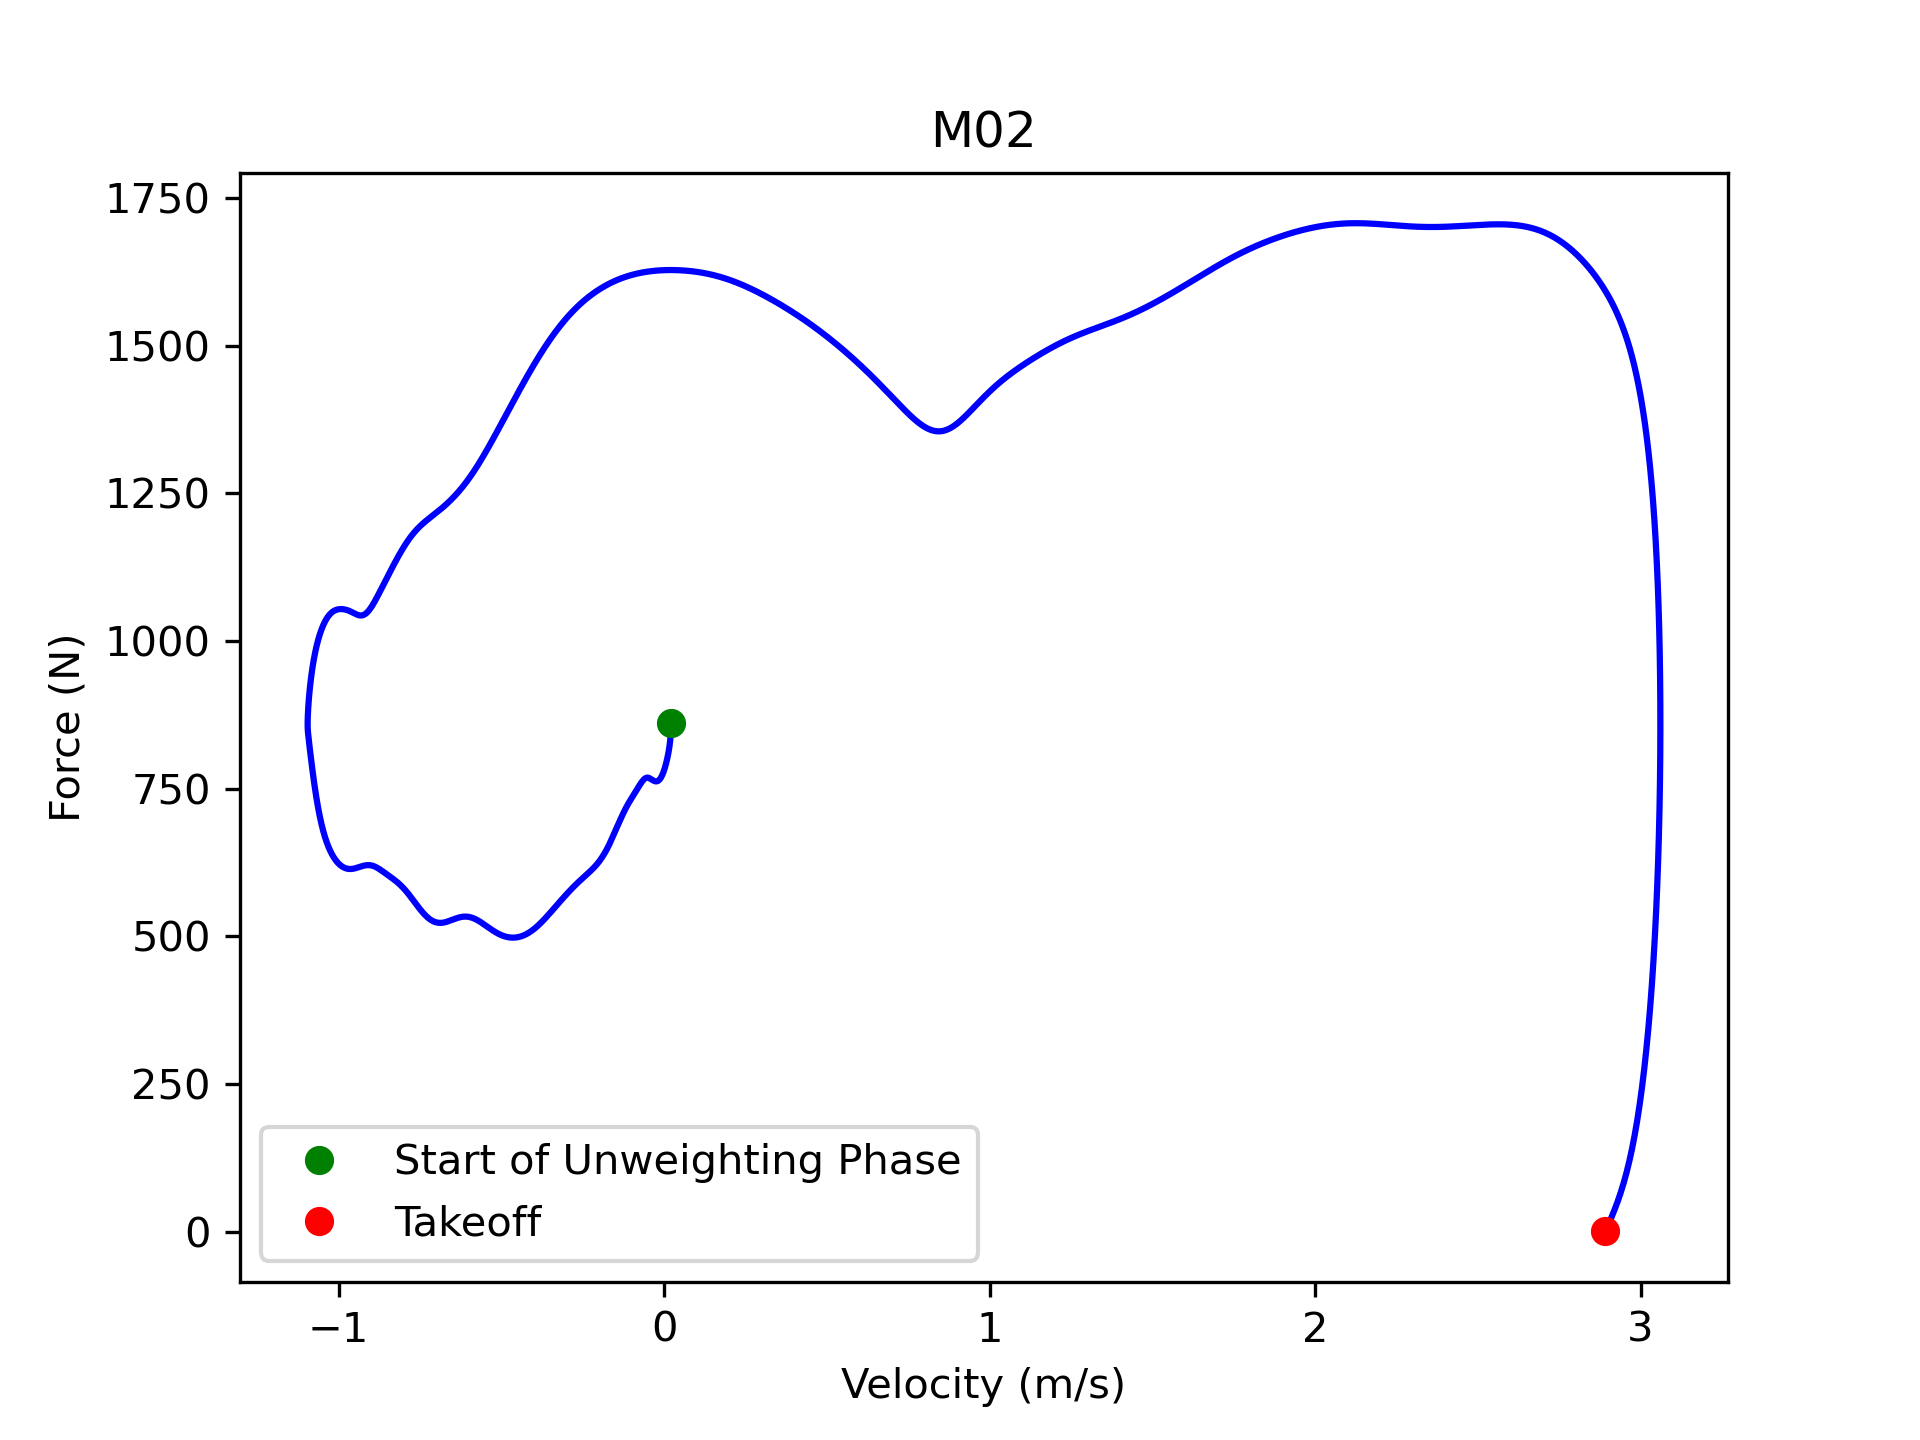 M02
1750
1500
1250
1000
750
500
250
0
Force (N)
Start of Unweighting Phase
Takeoff
−1 0 1 2 3
Velocity (m/s)